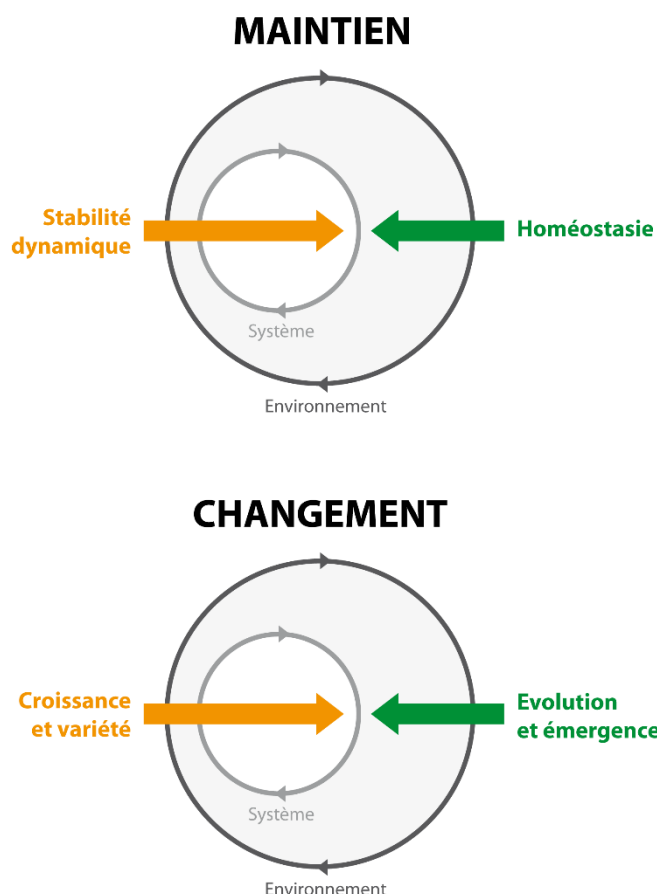 MAINTIEN
Stabilité
dynamique
Homéostasie
Système
Environnement
CHANGEMENT
Croissance
et variété
Evolution
et émergence
Système
Environnement